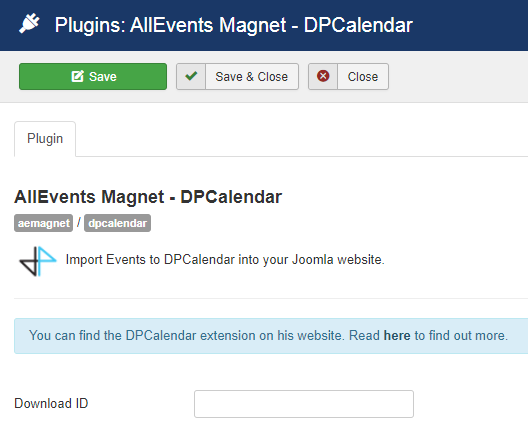 Plugins: AllEvents Magnet - DPCalendar
Save
Save & Close
Close
Plugin
AllEvents Magnet - DPCalendar
aemagnet / dpcalendar
Import Events to DPCalendar into your Joomla website.
You can find the DPCalendar extension on his website. Read here to find out more.
Download ID